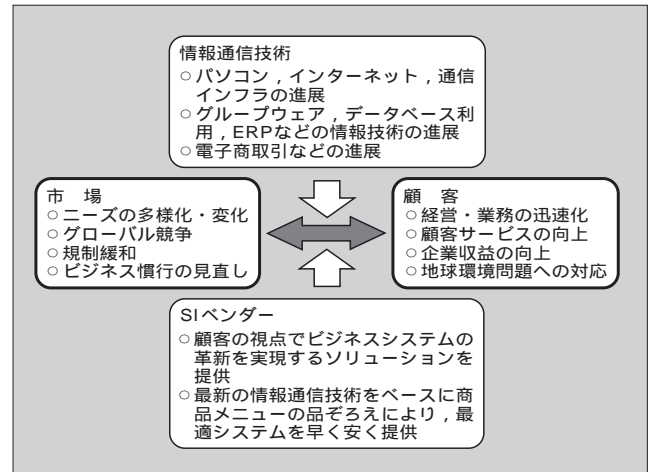 情報通信技術
○パソコン，インターネット，通信
インフラの進展
○グループウェア，データベース利
用，ERPなどの情報技術の進展
○電子商取引などの進展
市　場
○ニーズの多様化・変化
○グローバル競争
○規制緩和
○ビジネス慣行の見直し
顧　客
○経営・業務の迅速化
○顧客サービスの向上
○企業収益の向上
○地球環境問題への対応
SIベンダー
○顧客の視点でビジネスシステムの
革新を実現するソリューションを
提供
○最新の情報通信技術をベースに商
品メニューの品ぞろえにより，最
適システムを早く安く提供